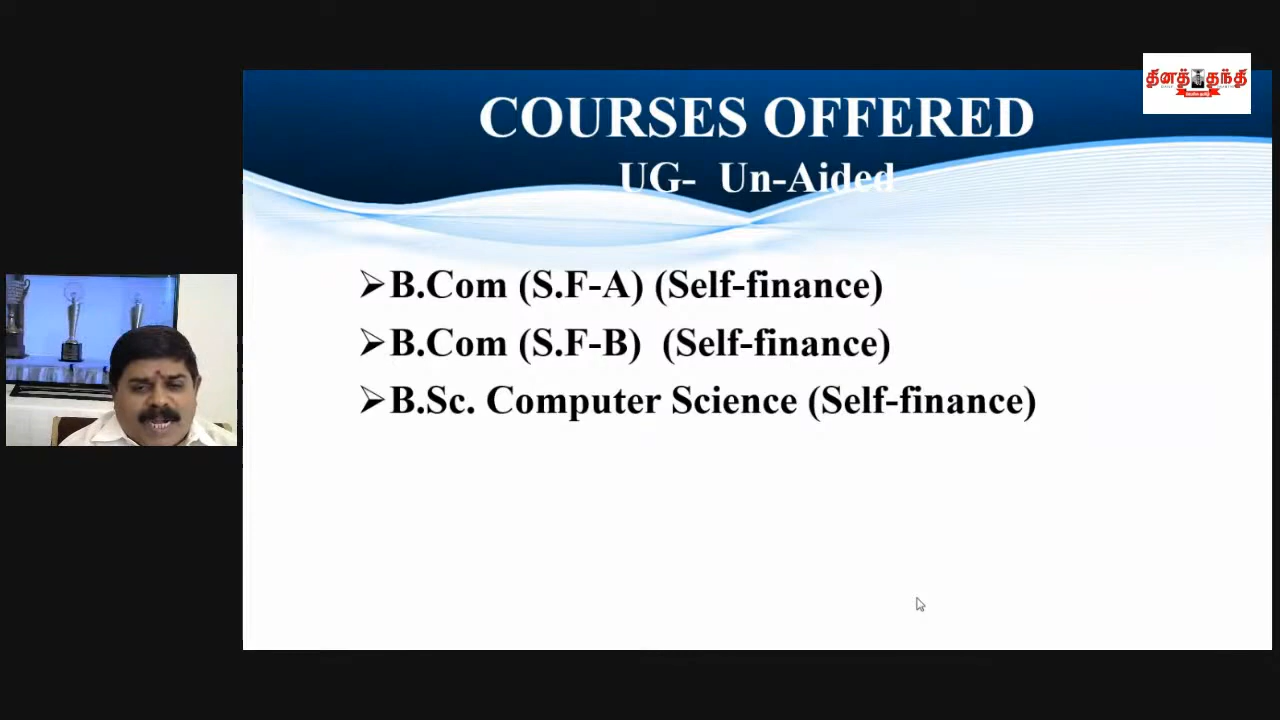 தினத்தந்தி
COURSES OFFERED
UG- Un-Aided
➢B.Com (S.F-A) (Self-finance)
➢B.Com (S.F-B) (Self-finance)
➢B.Sc. Computer Science (Self-finance)